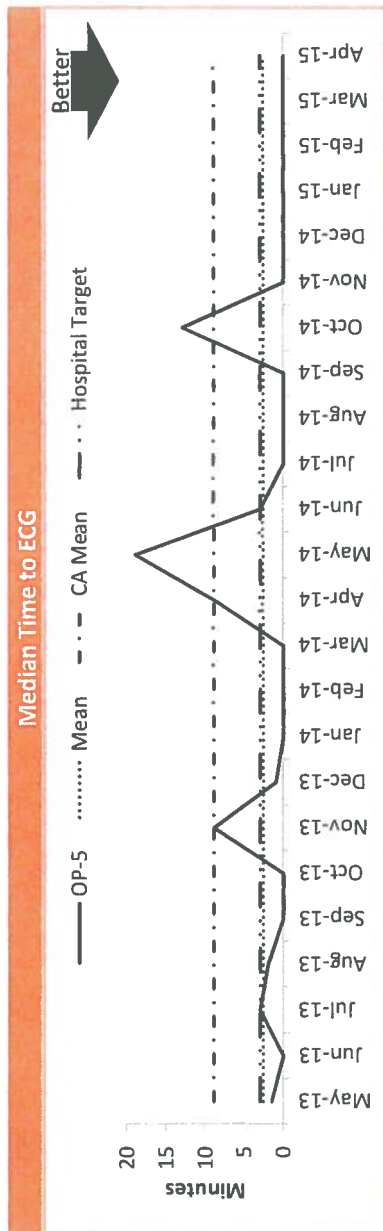 Median Time to ECG
OP-5 Mean CA Mean Hospital Target
Better
Minutes
20
15
10
5
0
May-13 Jun-13 Jul-13 Aug-13 Sep-13 Oct-13 Nov-13 Dec-13 Jan-14 Feb-14 Mar-14 Apr-14 May-14 Jun-14 Jul-14 Aug-14 Sep-14 Oct-14 Nov-14 Dec-14 Jan-15 Feb-15 Mar-15 Apr-15